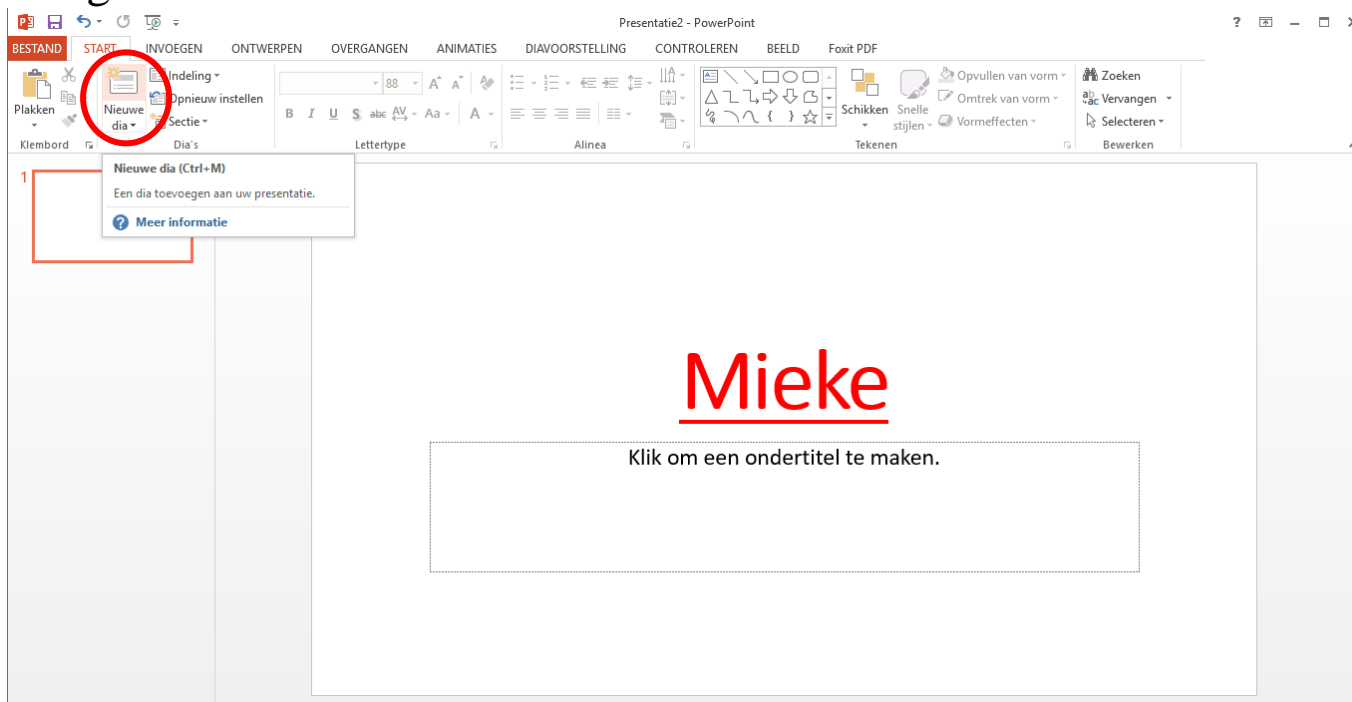 g
Presentatie2 - PowerPoint
BESTAND START INVOEGEN ONTWERPEN OVERGANGEN ANIMATIES DIAVOORSTELLING CONTROLEREN BEELD Foxit PDF
Plakken
Nieuwe
dia
Indeling
Opnieuw instellen
Sectie
88
B I U S abc AV Aa A
Schikken
Snelle
stijlen
Opvullen van vorm
Omtrek van vorm
Vormeffecten
Zoeken
Vervangen
Selecteren
Klembord Dia's Lettertype Alinea Tekenen Bewerken
Nieuwe dia (Ctrl+M)
Een dia toevoegen aan uw presentatie.
Meer informatie
1
Mieke
Klik om een ondertitel te maken.